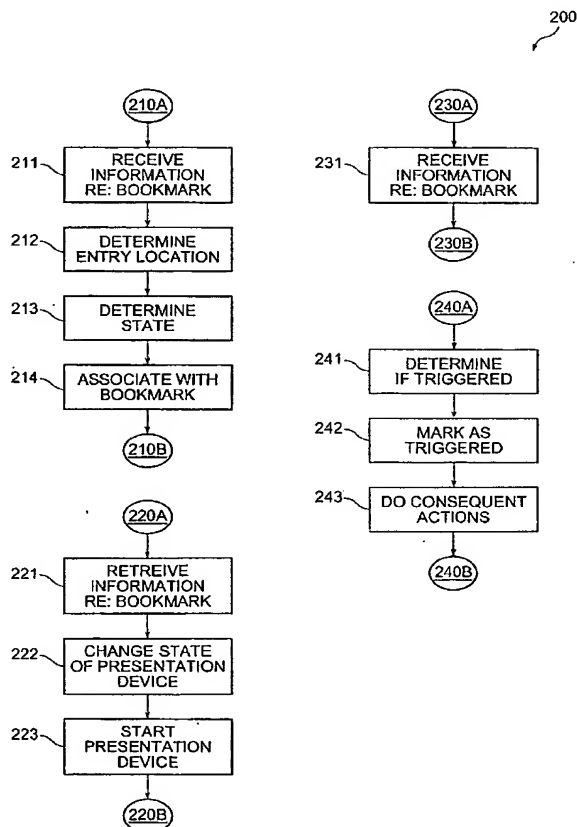 200
210A
211
RECEIVE
INFORMATION
RE: BOOKMARK
212
DETERMINE
ENTRY LOCATION
213
DETERMINE
STATE
214
ASSOCIATE WITH
BOOKMARK
210B
220A
221
RETREIVE
INFORMATION
RE: BOOKMARK
222
CHANGE STATE
OF PRESENTATION
DEVICE
223
START
PRESENTATION
DEVICE
220B
230A
231
RECEIVE
INFORMATION
RE: BOOKMARK
230B
240A
241
DETERMINE
IF TRIGGERED
242
MARK AS
TRIGGERED
243
DO CONSEQUENT
ACTIONS
240B